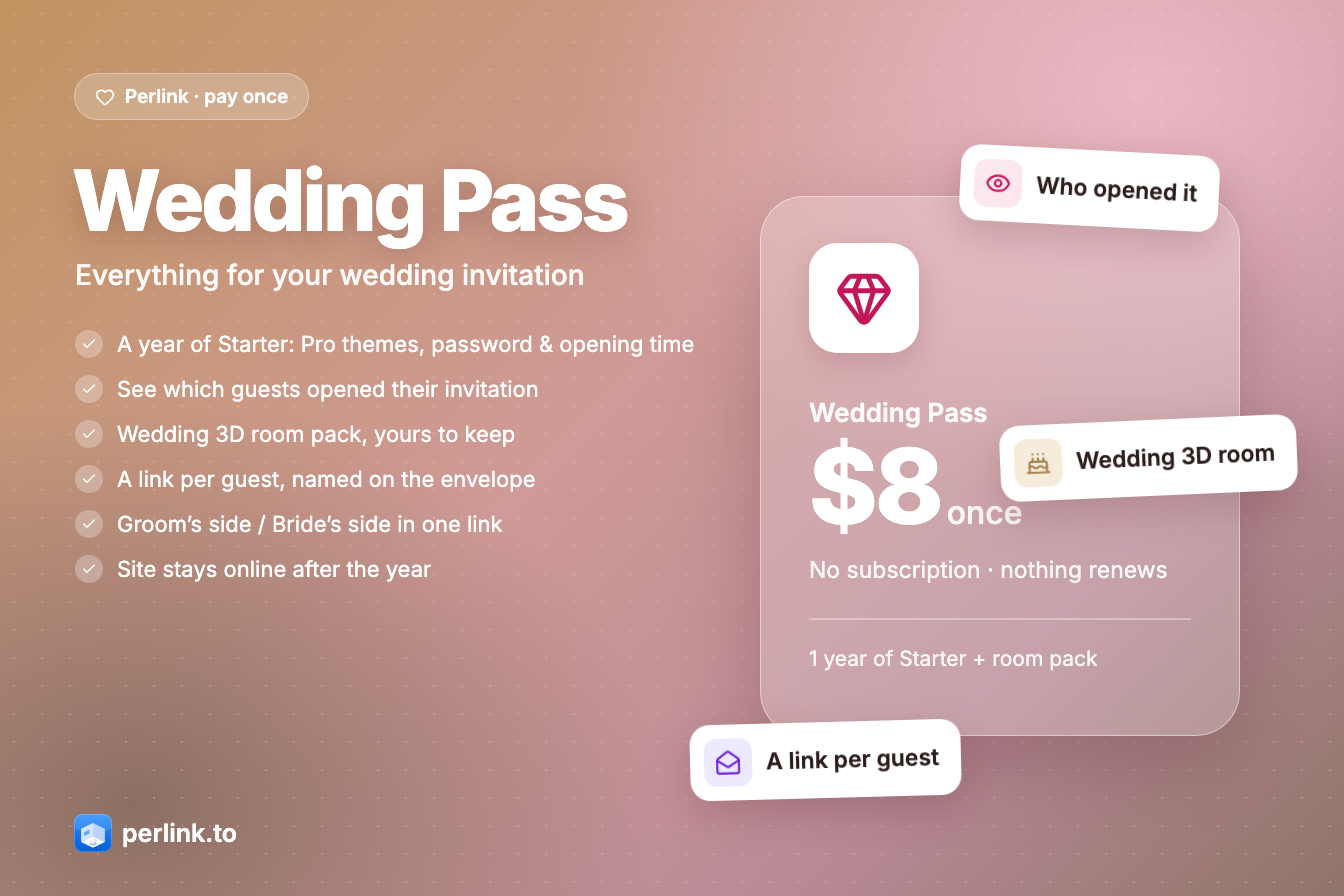 Perlink · pay once
Wedding Pass
Everything for your wedding invitation
A year of Starter: Pro themes, password & opening time
See which guests opened their invitation
Wedding 3D room pack, yours to keep
A link per guest, named on the envelope
Groom’s side / Bride’s side in one link
Site stays online after the year
perlink.to
Who opened it
Wedding Pass
$8 once
Wedding 3D room
No subscription · nothing renews
1 year of Starter + room pack
A link per guest